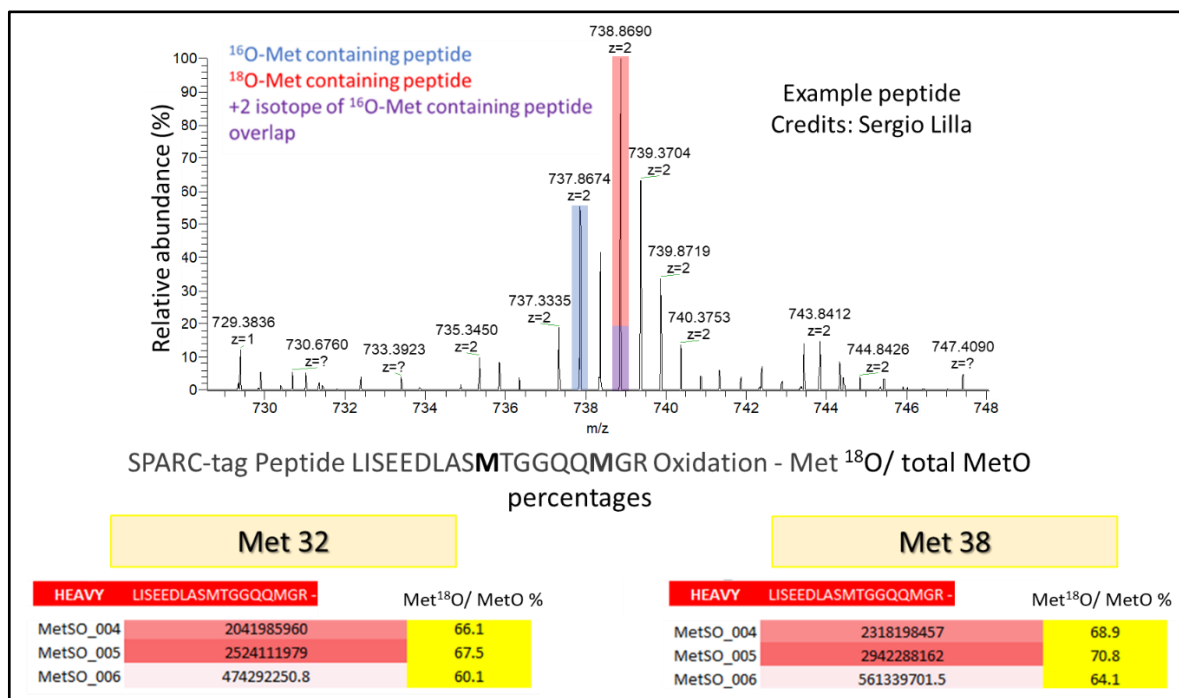 738.8690
z=2
¹⁶O-Met containing peptide
¹⁸O-Met containing peptide
+2 isotope of ¹⁶O-Met containing peptide
overlap
Example peptide
Credits: Sergio Lilla
Relative abundance (%)
100
90
80
70
60
50
40
30
20
10
0
739.3704
z=2
737.8674
z=2
739.8719
z=2
737.3335
z=2
729.3836
z=1
730.6760
z=?
733.3923
z=?
735.3450
z=2
740.3753
z=2
743.8412
z=2
744.8426
z=2
747.4090
z=?
730 732 734 736 738 740 742 744 746 748
m/z
SPARC-tag Peptide LISEEDLASMTGGQQMGR Oxidation - Met ¹⁸O/ total MetO
percentages
Met 32
HEAVY LISEEDLASMTGGQQMGR - Met¹⁸O/ MetO %
MetSO_004 2041985960 66.1
MetSO_005 2524111979 67.5
MetSO_006 474292250.8 60.1
Met 38
HEAVY LISEEDLASMTGGQQMGR - Met¹⁸O/ MetO %
MetSO_004 2318198457 68.9
MetSO_005 2942288162 70.8
MetSO_006 561339701.5 64.1